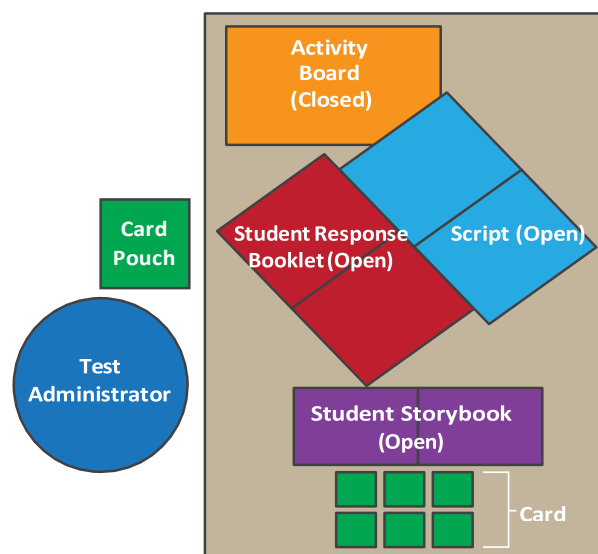 Activity
Board
(Closed)
Card
Pouch
Student Response
Booklet (Open)
Script (Open)
Test
Administrator
Student Storybook
(Open)
Card